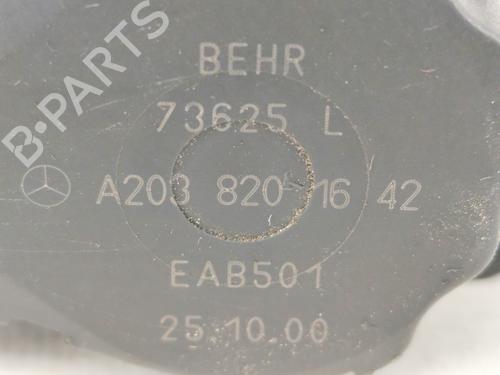 B-PARTS
BEHR
73625 L
A203 820 16 42
EAB501
25.10.00